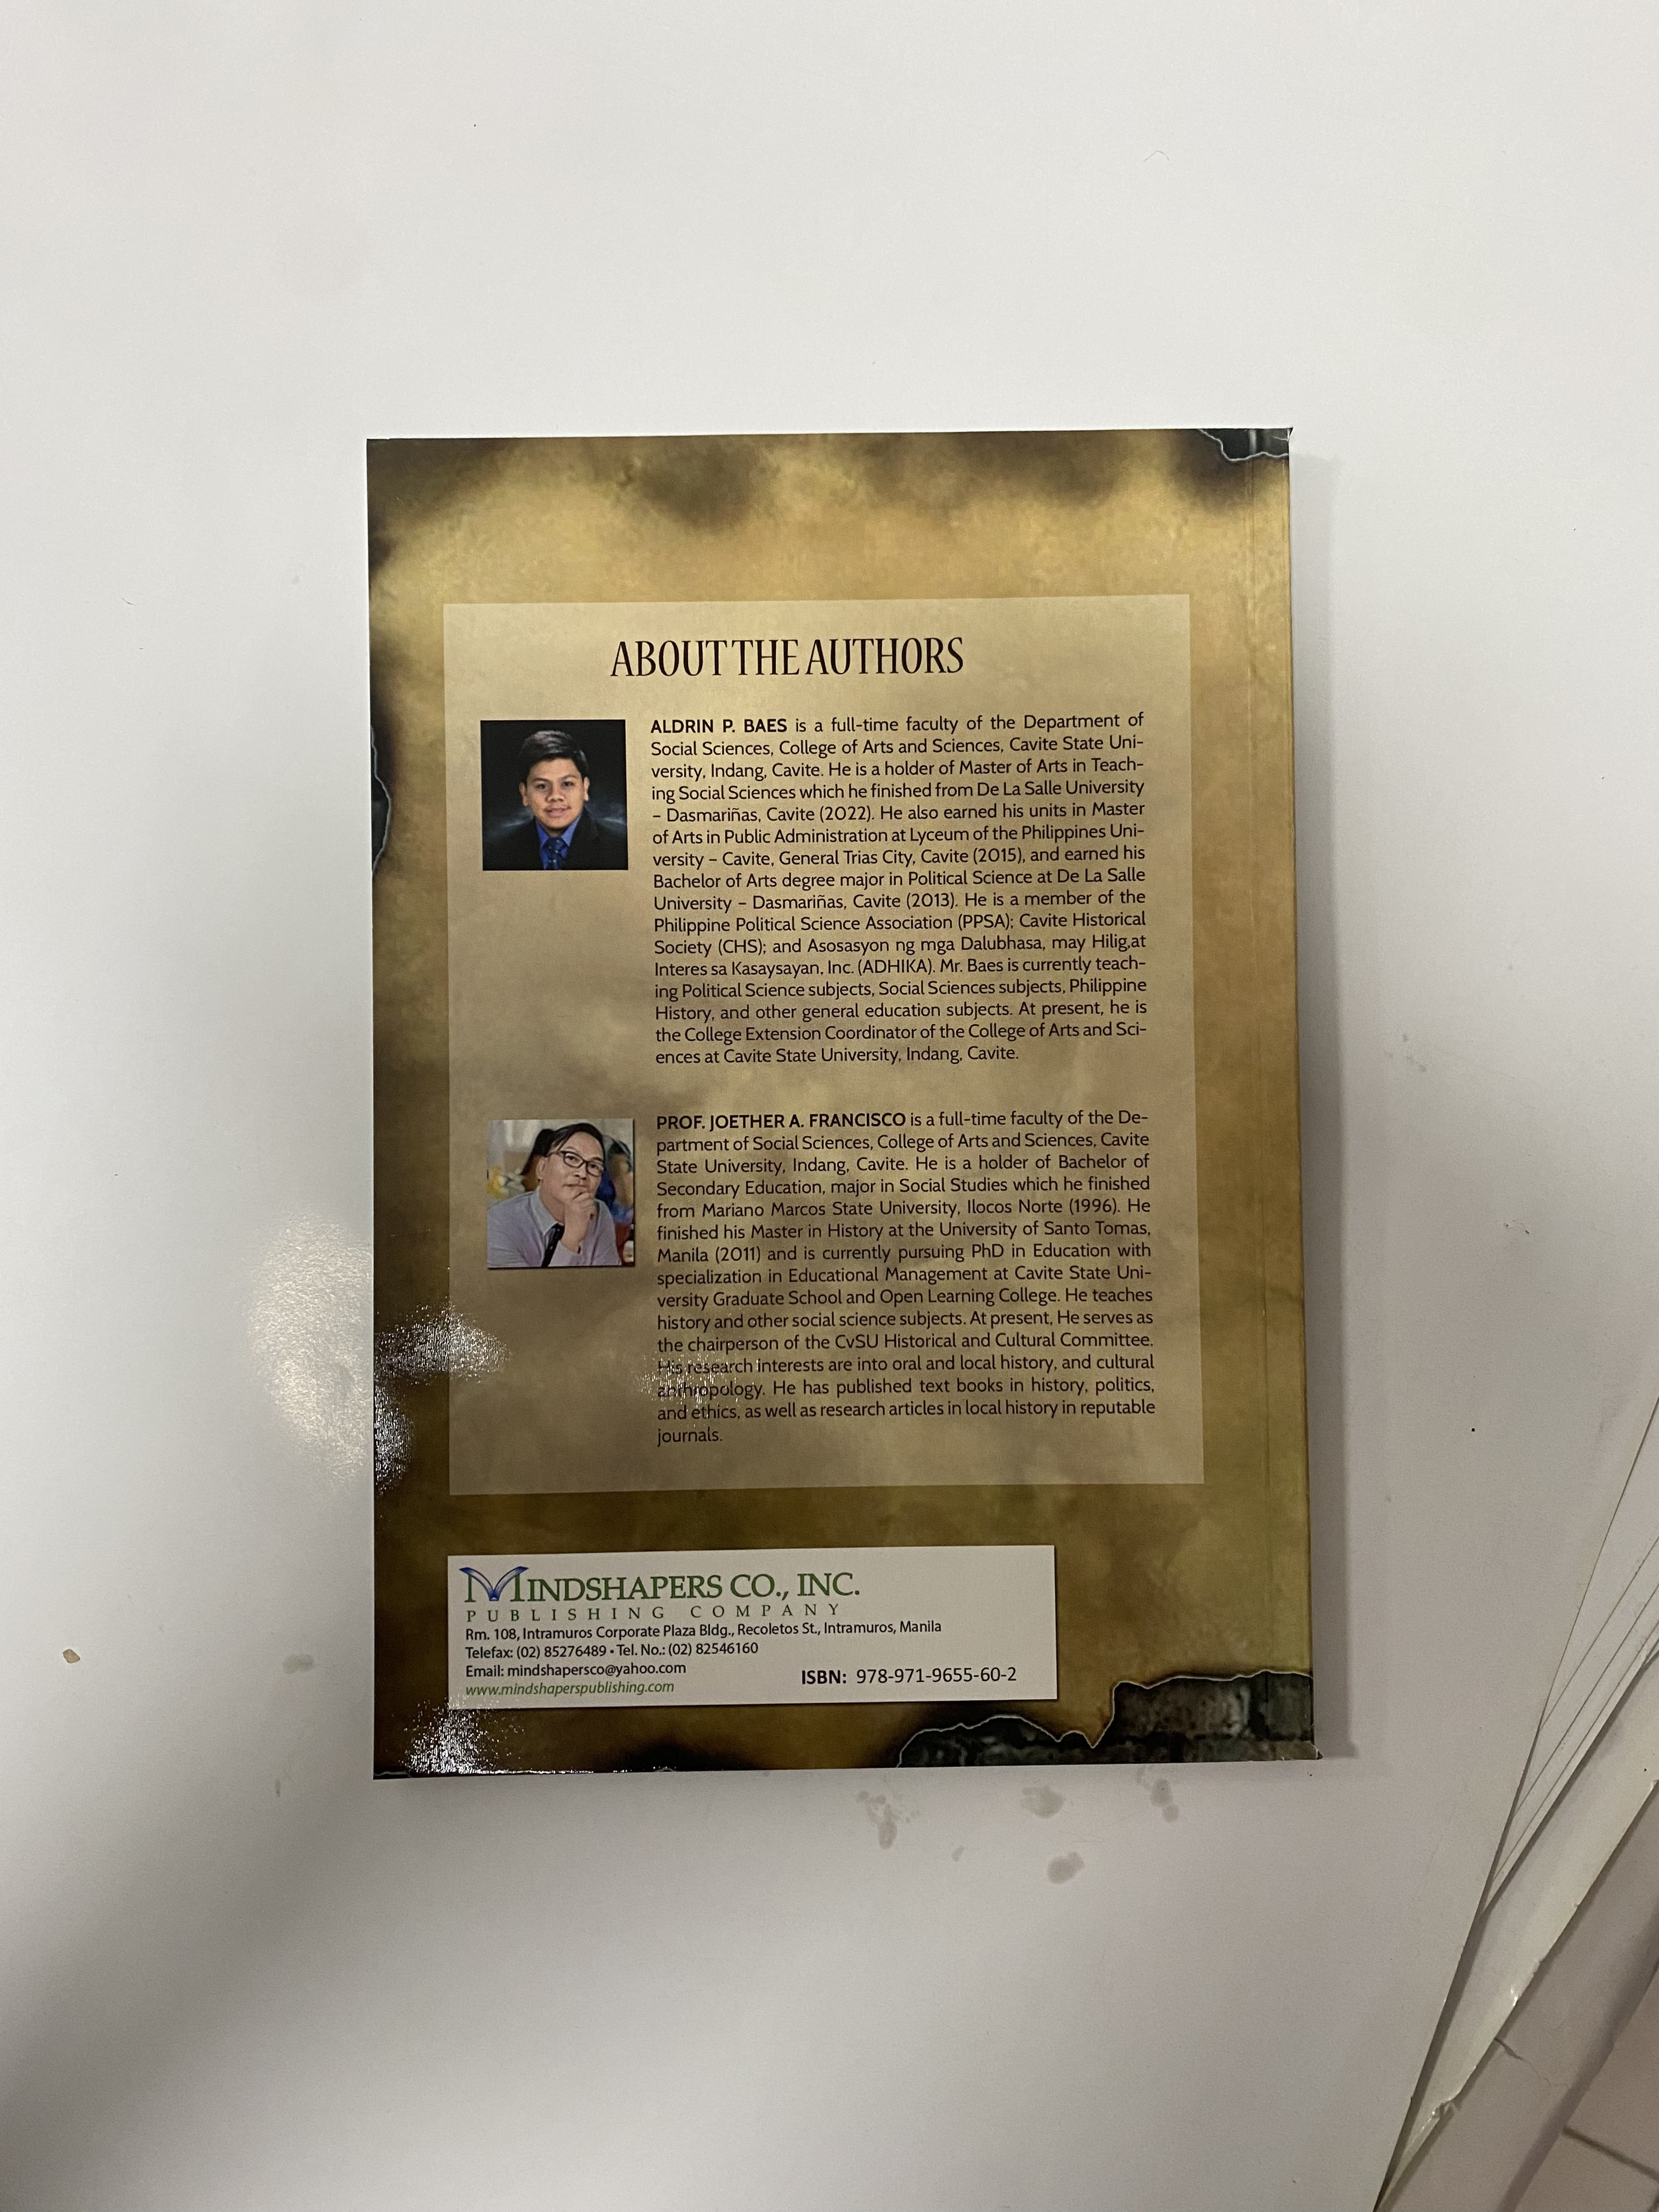 ABOUT THE AUTHORS
ALDRIN P. BAES is a full-time faculty of the Department of
Social Sciences, College of Arts and Sciences, Cavite State Uni-
versity, Indang, Cavite. He is a holder of Master of Arts in Teach-
ing Social Sciences which he finished from De La Salle University
– Dasmariñas, Cavite (2022). He also earned his units in Master
of Arts in Public Administration at Lyceum of the Philippines Uni-
versity – Cavite, General Trias City, Cavite (2015), and earned his
Bachelor of Arts degree major in Political Science at De La Salle
University – Dasmariñas, Cavite (2013). He is a member of the
Philippine Political Science Association (PPSA); Cavite Historical
Society (CHS); and Asosasyon ng mga Dalubhasa, may Hilig,at
Interes sa Kasaysayan, Inc. (ADHIKA). Mr. Baes is currently teach-
ing Political Science subjects, Social Sciences subjects, Philippine
History, and other general education subjects. At present, he is
the College Extension Coordinator of the College of Arts and Sci-
ences at Cavite State University, Indang, Cavite.
PROF. JOETHER A. FRANCISCO is a full-time faculty of the De-
partment of Social Sciences, College of Arts and Sciences, Cavite
State University, Indang, Cavite. He is a holder of Bachelor of
Secondary Education, major in Social Studies which he finished
from Mariano Marcos State University, Ilocos Norte (1996). He
finished his Master in History at the University of Santo Tomas,
Manila (2011) and is currently pursuing PhD in Education with
specialization in Educational Management at Cavite State Uni-
versity Graduate School and Open Learning College. He teaches
history and other social science subjects. At present, He serves as
the chairperson of the CvSU Historical and Cultural Committee.
His research interests are into oral and local history, and cultural
anthropology. He has published text books in history, politics,
and ethics, as well as research articles in local history in reputable
journals.
MINDSHAPERS CO., INC.
PUBLISHING COMPANY
Rm. 108, Intramuros Corporate Plaza Bldg., Recoletos St., Intramuros, Manila
Telefax: (02) 85276489 • Tel. No.: (02) 82546160
Email: mindshapersco@yahoo.com
www.mindshaperspublishing.com
ISBN: 978-971-9655-60-2